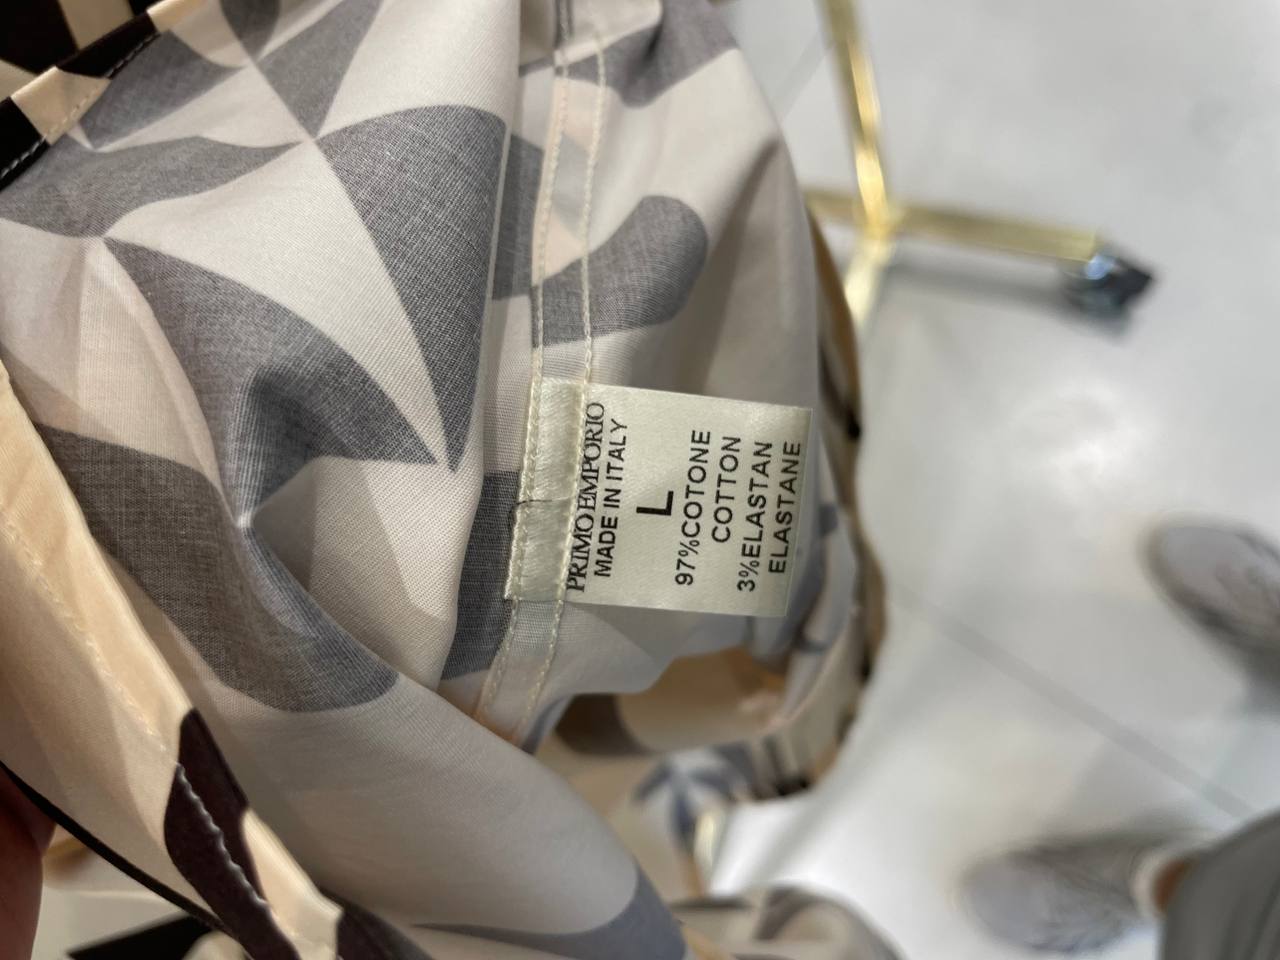 PRIMO EMPORIO
MADE IN ITALY
L
97%COTONE
COTTON
3%ELASTAN
ELASTANE